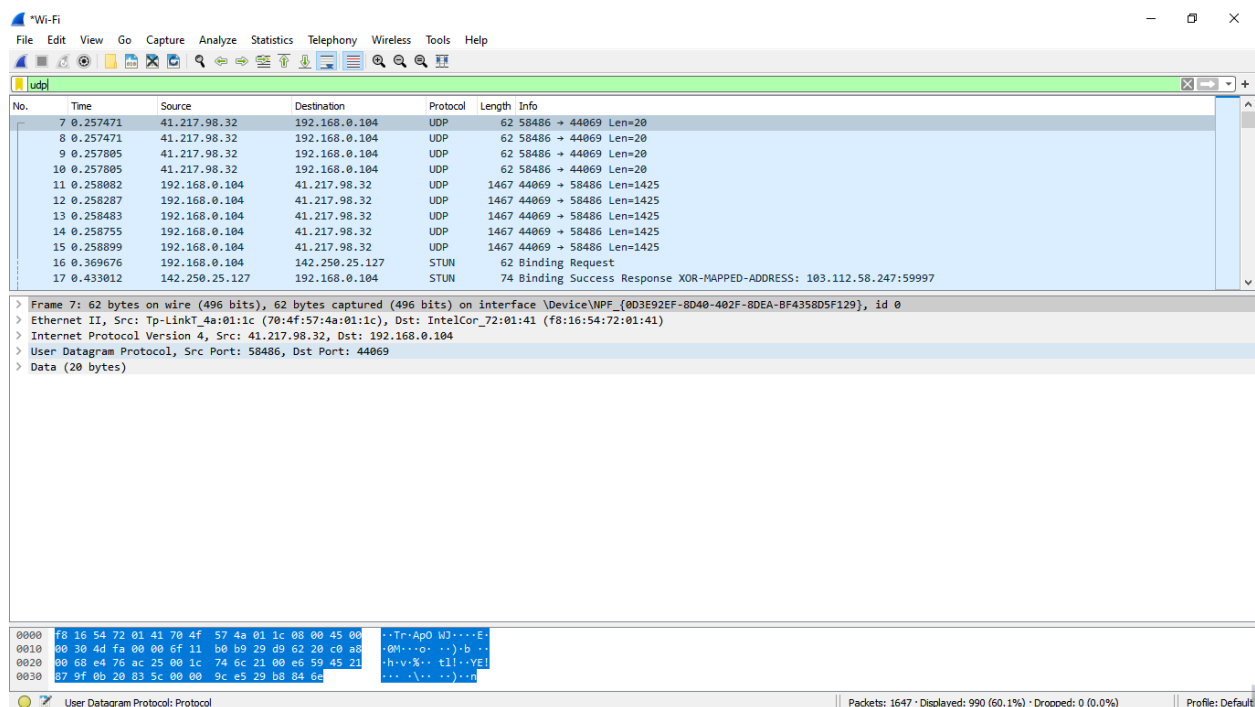 *Wi-Fi
File Edit View Go Capture Analyze Statistics Telephony Wireless Tools Help
udp
No. Time Source Destination Protocol Length Info
7 0.257471 41.217.98.32 192.168.0.104 UDP 62 58486 → 44069 Len=20
8 0.257471 41.217.98.32 192.168.0.104 UDP 62 58486 → 44069 Len=20
9 0.257805 41.217.98.32 192.168.0.104 UDP 62 58486 → 44069 Len=20
10 0.257805 41.217.98.32 192.168.0.104 UDP 62 58486 → 44069 Len=20
11 0.258082 192.168.0.104 41.217.98.32 UDP 1467 44069 → 58486 Len=1425
12 0.258287 192.168.0.104 41.217.98.32 UDP 1467 44069 → 58486 Len=1425
13 0.258483 192.168.0.104 41.217.98.32 UDP 1467 44069 → 58486 Len=1425
14 0.258755 192.168.0.104 41.217.98.32 UDP 1467 44069 → 58486 Len=1425
15 0.258899 192.168.0.104 41.217.98.32 UDP 1467 44069 → 58486 Len=1425
16 0.369676 192.168.0.104 142.250.25.127 STUN 62 Binding Request
17 0.433012 142.250.25.127 192.168.0.104 STUN 74 Binding Success Response XOR-MAPPED-ADDRESS: 103.112.58.247:59997
> Frame 7: 62 bytes on wire (496 bits), 62 bytes captured (496 bits) on interface \Device\NPF_{0D3E92EF-8D40-402F-8DEA-BF4358D5F129}, id 0
> Ethernet II, Src: Tp-LinkT_4a:01:1c (70:4f:57:4a:01:1c), Dst: IntelCor_72:01:41 (f8:16:54:72:01:41)
> Internet Protocol Version 4, Src: 41.217.98.32, Dst: 192.168.0.104
> User Datagram Protocol, Src Port: 58486, Dst Port: 44069
> Data (20 bytes)
0000 f8 16 54 72 01 41 70 4f 57 4a 01 1c 08 00 45 00 ··Tr·ApO WJ····E·
0010 00 30 4d fa 00 00 6f 11 b0 b9 29 d9 62 20 c0 a8 ·0M···o· ··)·b ··
0020 00 68 e4 76 ac 25 00 1c 74 6c 21 00 e6 59 45 21 ·h·v·%·· tl!··YE!
0030 87 9f 0b 20 83 5c 00 00 9c e5 29 b8 84 6e ··· ·\·· ··)··n
User Datagram Protocol: Protocol Packets: 1647 · Displayed: 990 (60.1%) · Dropped: 0 (0.0%) Profile: Default